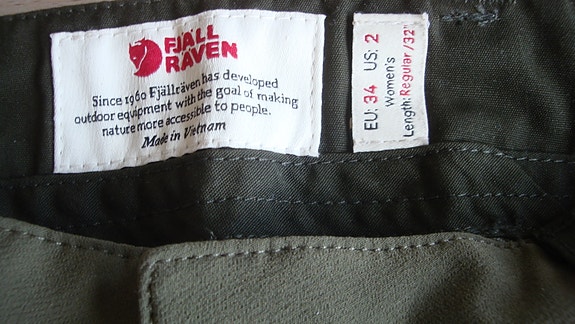 FJÄLL
RÄVEN
Since 1960 Fjällräven has developed
outdoor equipment with the goal of making
nature more accessible to people.
Made in Vietnam
EU: 34 US: 2
Women's
Length: Regular/32"